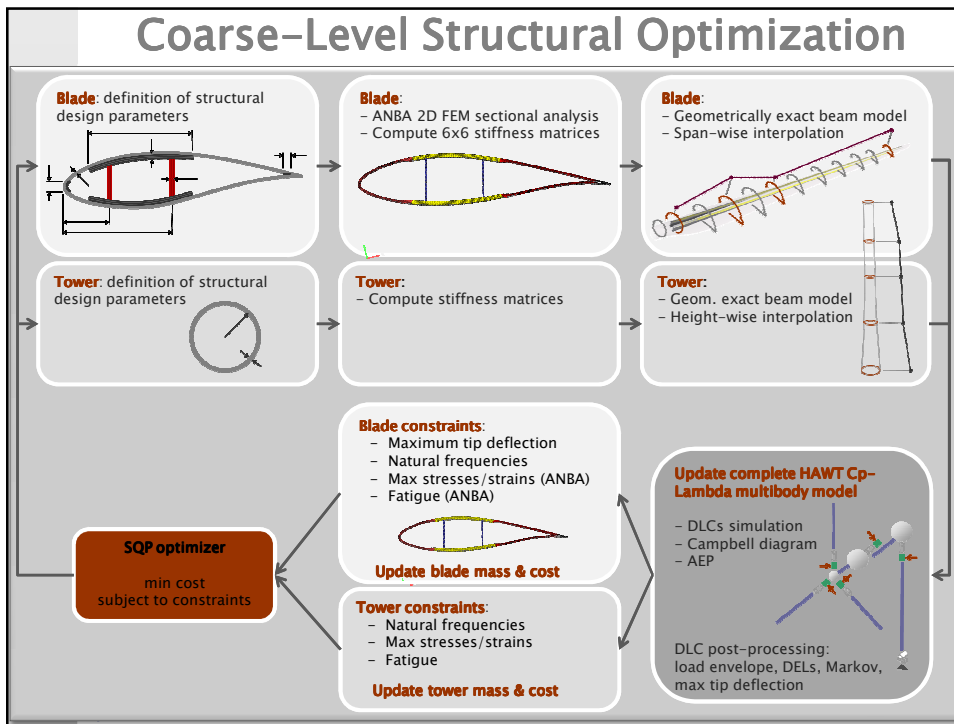 Coarse-Level Structural Optimization
Blade: definition of structural
design parameters
Blade:
- ANBA 2D FEM sectional analysis
- Compute 6x6 stiffness matrices
Blade:
- Geometrically exact beam model
- Span-wise interpolation
Tower: definition of structural
design parameters
Tower:
- Compute stiffness matrices
Tower:
- Geom. exact beam model
- Height-wise interpolation
Blade constraints:
- Maximum tip deflection
- Natural frequencies
- Max stresses/strains (ANBA)
- Fatigue (ANBA)
Update blade mass & cost
Tower constraints:
- Natural frequencies
- Max stresses/strains
- Fatigue
Update tower mass & cost
Update complete HAWT Cp-
Lambda multibody model
- DLCs simulation
- Campbell diagram
- AEP
DLC post-processing:
load envelope, DELs, Markov,
max tip deflection
SQP optimizer
min cost
subject to constraints